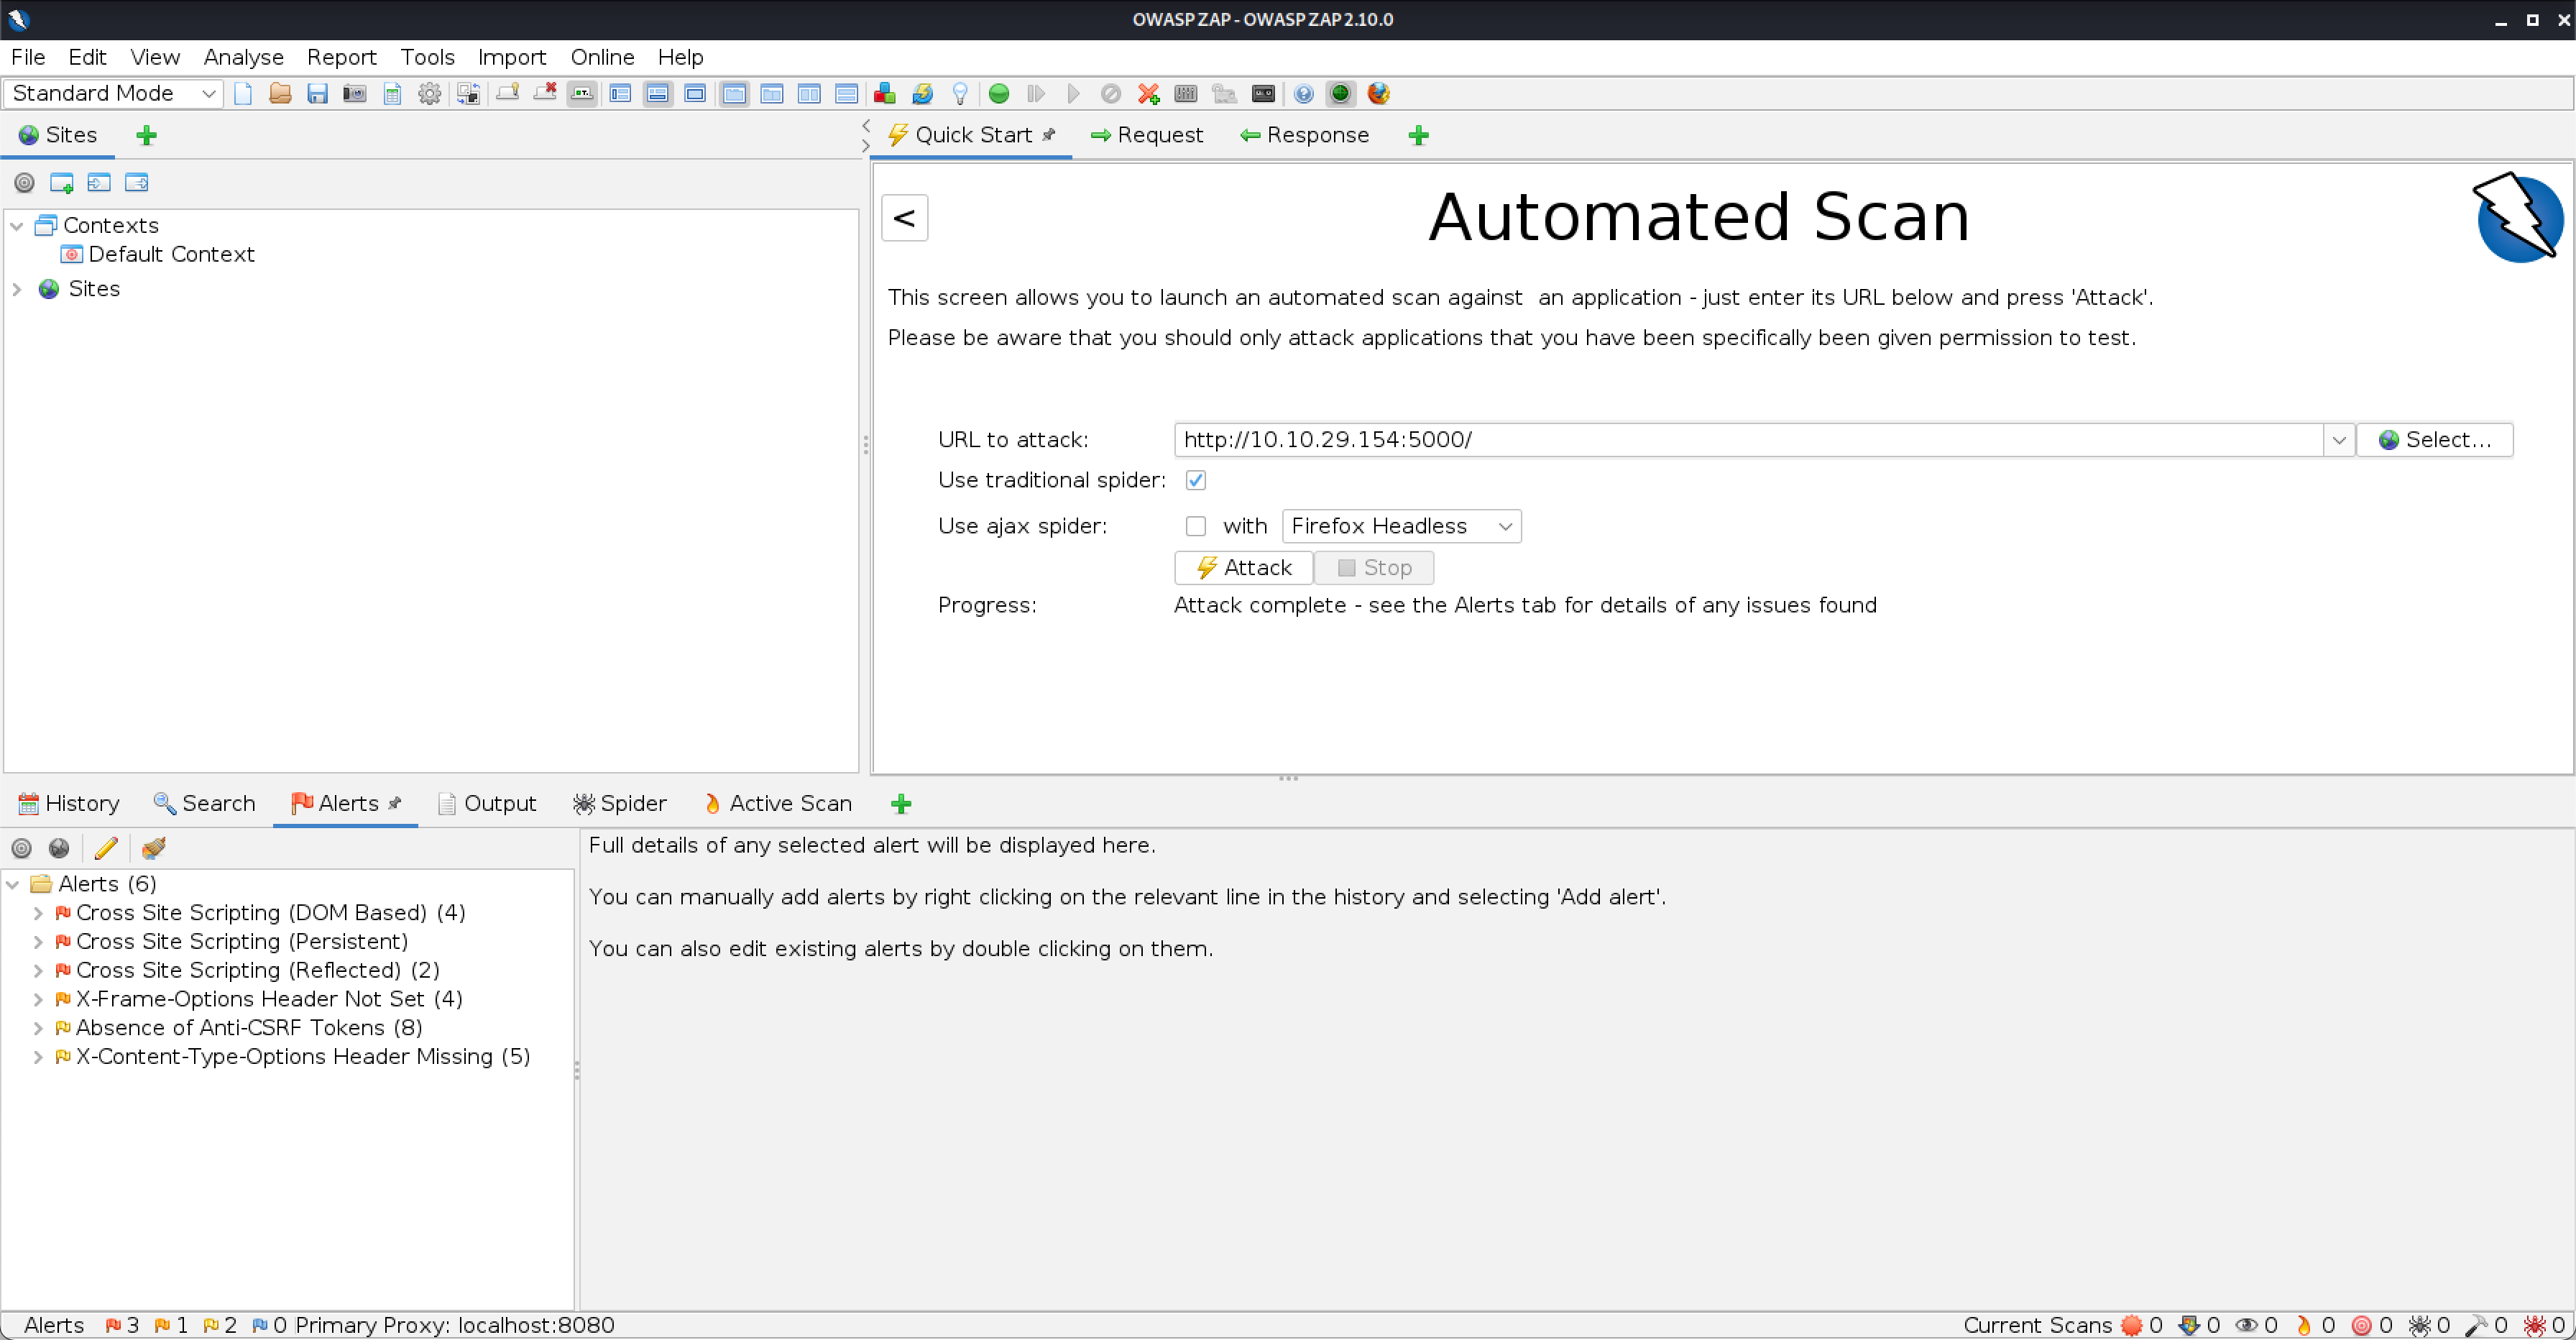 OWASP ZAP - OWASP ZAP 2.10.0
File Edit View Analyse Report Tools Import Online Help
Standard Mode
Sites
Quick Start Request Response
Contexts
Default Context
Sites
<
Automated Scan
This screen allows you to launch an automated scan against  an application - just enter its URL below and press 'Attack'.
Please be aware that you should only attack applications that you have been specifically been given permission to test.
URL to attack: http://10.10.29.154:5000/ Select...
Use traditional spider:
Use ajax spider: with Firefox Headless
Attack Stop
Progress: Attack complete - see the Alerts tab for details of any issues found
History Search Alerts Output Spider Active Scan
Alerts (6)
Cross Site Scripting (DOM Based) (4)
Cross Site Scripting (Persistent)
Cross Site Scripting (Reflected) (2)
X-Frame-Options Header Not Set (4)
Absence of Anti-CSRF Tokens (8)
X-Content-Type-Options Header Missing (5)
Full details of any selected alert will be displayed here.
You can manually add alerts by right clicking on the relevant line in the history and selecting 'Add alert'.
You can also edit existing alerts by double clicking on them.
Alerts 3 1 2 0 Primary Proxy: localhost:8080
Current Scans 0 0 0 0 0 0 0 0